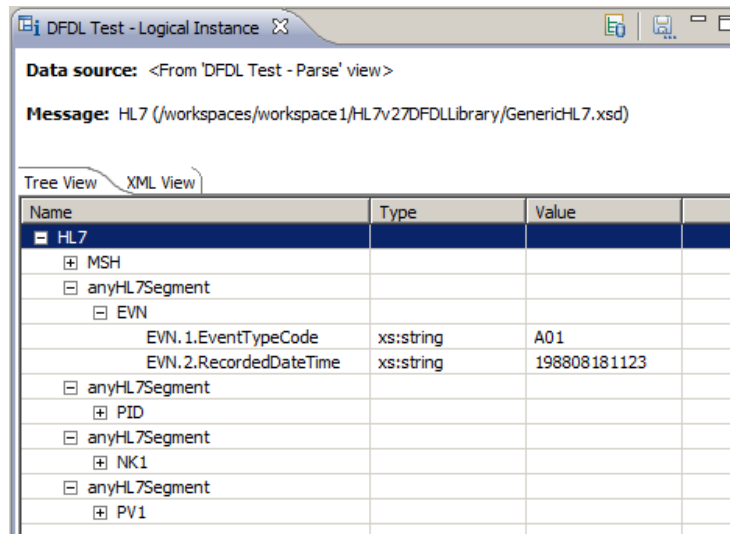 DFDL Test - Logical Instance
Data source: <From 'DFDL Test - Parse' view>
Message: HL7 (/workspaces/workspace1/HL7v27DFDLLibrary/GenericHL7.xsd)
Tree View XML View
Name Type Value
HL7
MSH
anyHL7Segment
EVN
EVN.1.EventTypeCode xs:string A01
EVN.2.RecordedDateTime xs:string 198808181123
anyHL7Segment
PID
anyHL7Segment
NK1
anyHL7Segment
PV1